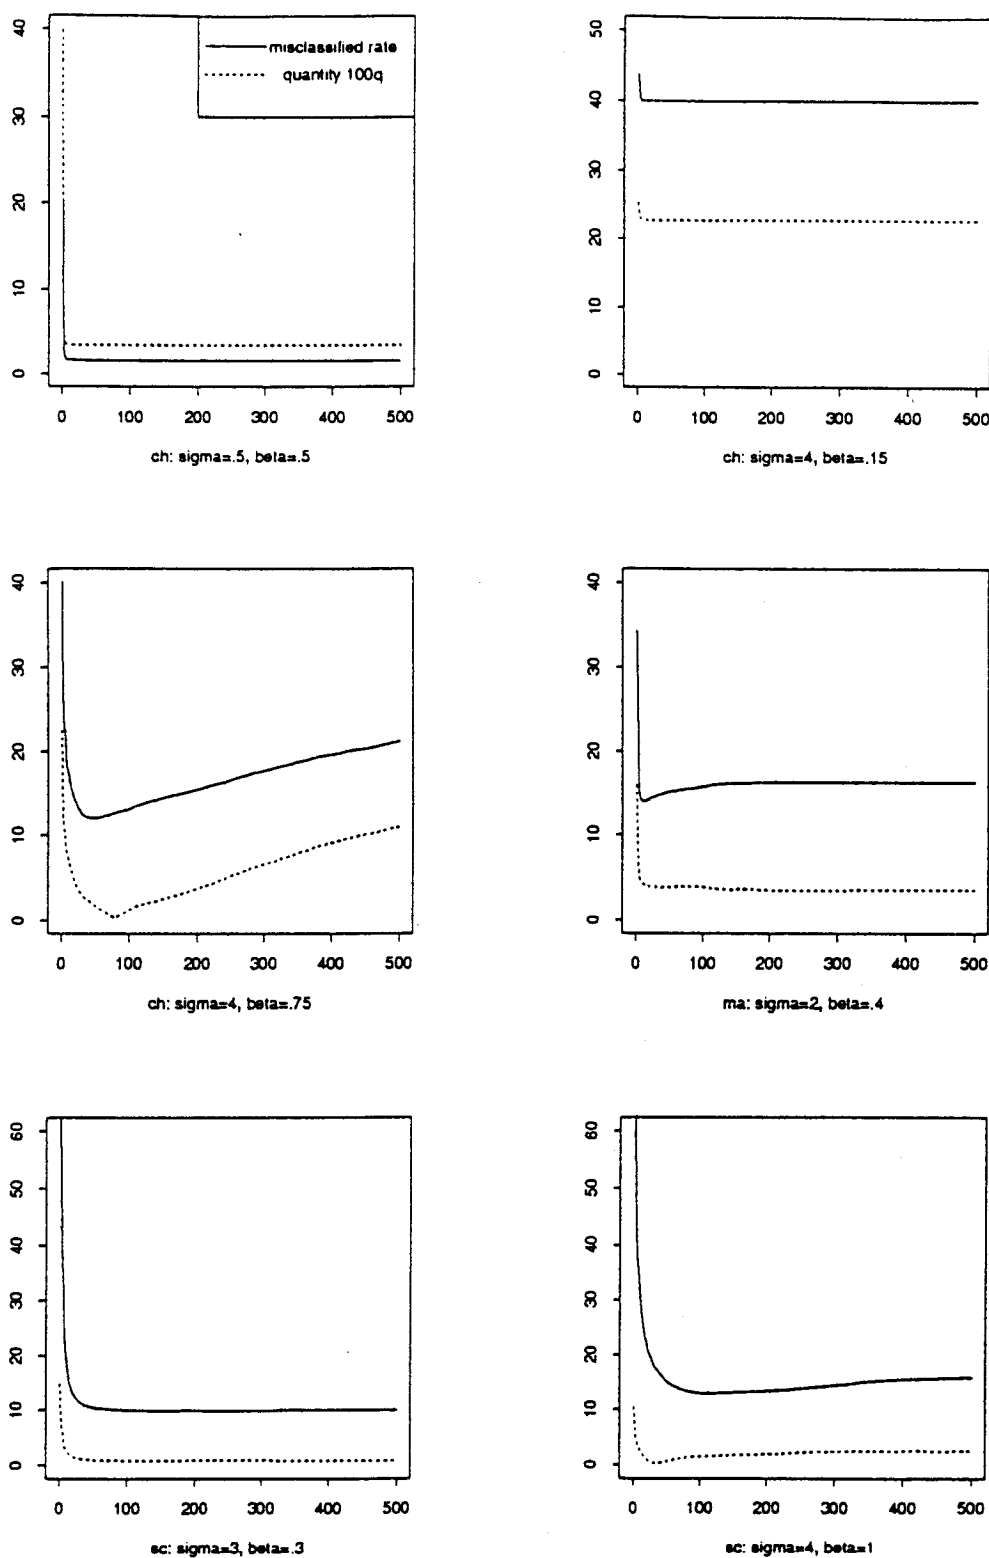 40
30
20
10
0
misclassified rate
quantity 100q
0 100 200 300 400 500
ch: sigma=.5, beta=.5
50
40
30
20
10
0
0 100 200 300 400 500
ch: sigma=4, beta=.15
40
30
20
10
0
0 100 200 300 400 500
ch: sigma=4, beta=.75
40
30
20
10
0
0 100 200 300 400 500
ma: sigma=2, beta=.4
60
50
40
30
20
10
0
0 100 200 300 400 500
sc: sigma=3, beta=.3
60
50
40
30
20
10
0
0 100 200 300 400 500
sc: sigma=4, beta=1